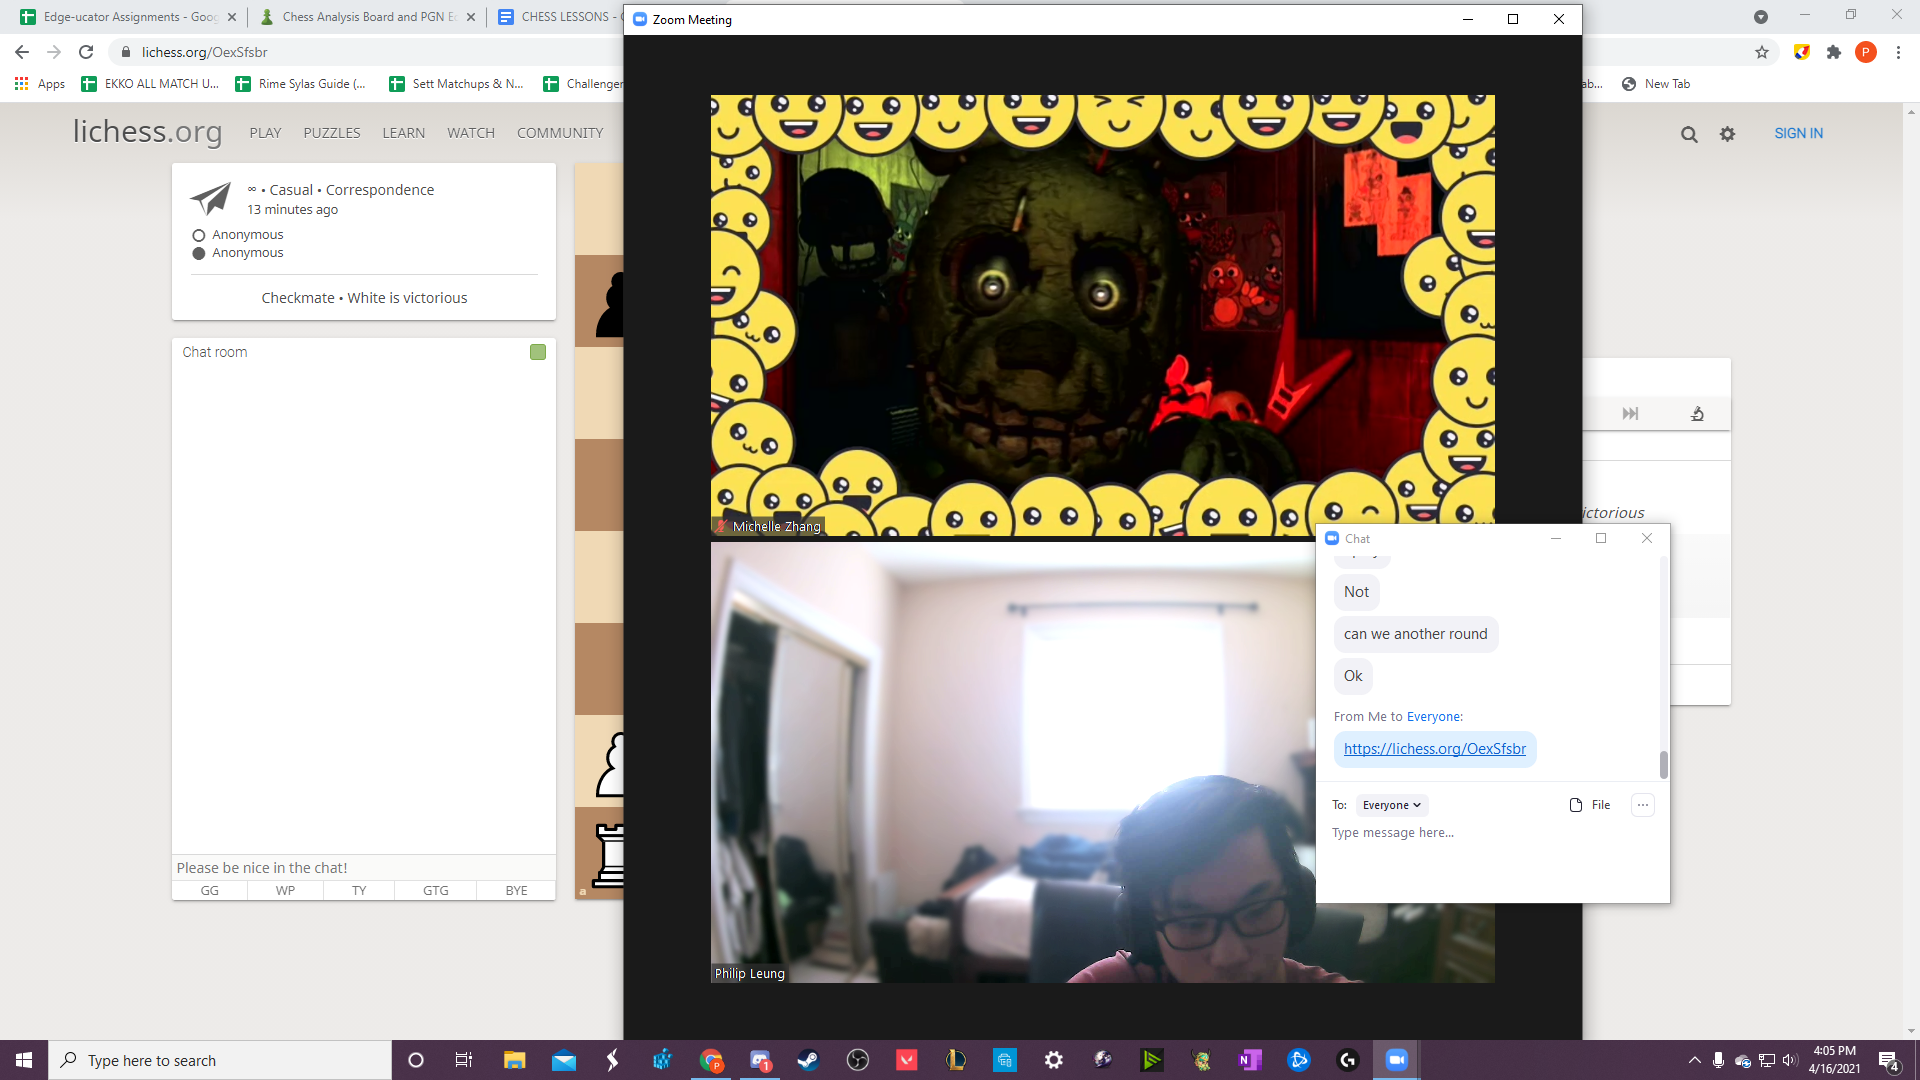 Edge-ucator Assignments - Goog
Chess Analysis Board and PGN E
CHESS LESSONS -
Zoom Meeting
lichess.org/OexSfsbr
P
Apps
EKKO ALL MATCH U...
Rime Sylas Guide (...
Sett Matchups & N...
Challenger
ab...
New Tab
lichess.org
PLAY
PUZZLES
LEARN
WATCH
COMMUNITY
SIGN IN
∞ • Casual • Correspondence
13 minutes ago
Anonymous
Anonymous
Checkmate • White is victorious
Chat room
Please be nice in the chat!
GG
WP
TY
GTG
BYE
a
Michelle Zhang
Philip Leung
ictorious
Chat
Not
can we another round
Ok
From Me to Everyone:
https://lichess.org/OexSfsbr
To:
Everyone
File
Type message here...
Type here to search
P
1
N
4:05 PM
4/16/2021
4